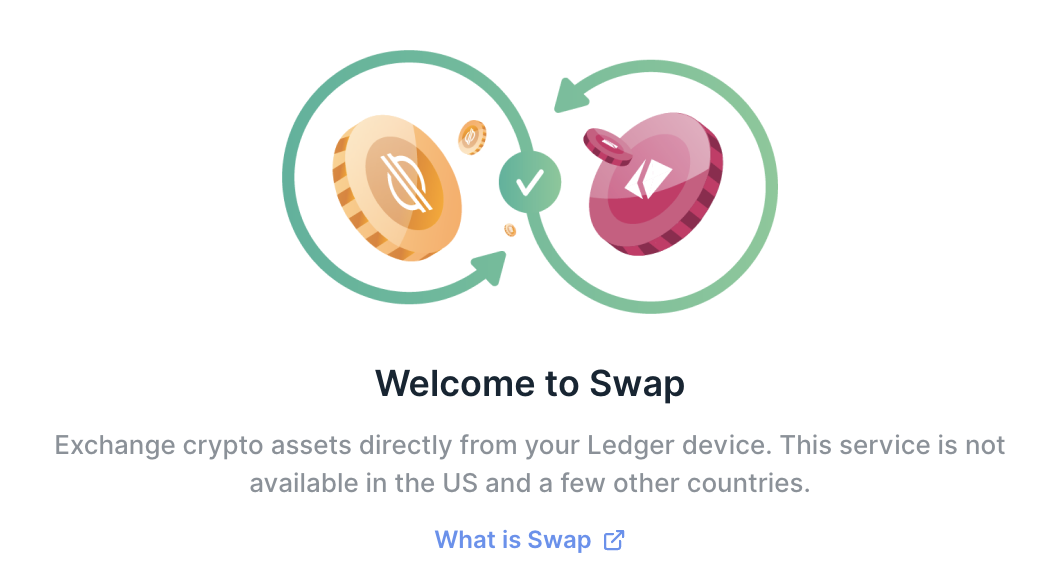 Welcome to Swap
Exchange crypto assets directly from your Ledger device. This service is not
available in the US and a few other countries.
What is Swap